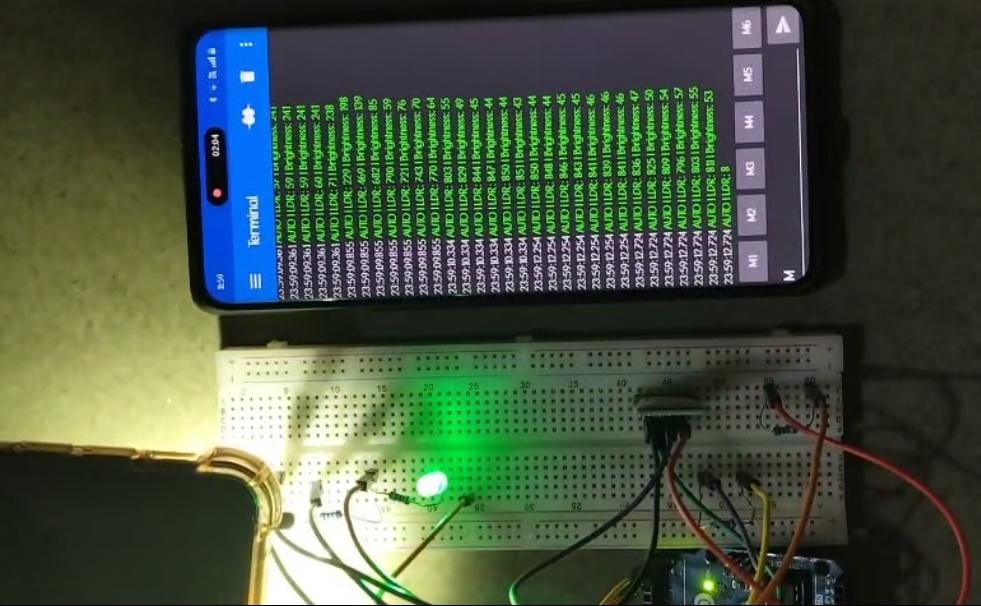 11:59
02:04
Terminal
23:59:09.361 AUTO | LDR: 591 | Brightness: 241
23:59:09.361 AUTO | LDR: 591 | Brightness: 241
23:59:09.361 AUTO | LDR: 591 | Brightness: 241
23:59:09.361 AUTO | LDR: 60 | Brightness: 241
23:59:09.361 AUTO | LDR: 71 | Brightness: 238
23:59:09.855 AUTO | LDR: 229 | Brightness: 198
23:59:09.855 AUTO | LDR: 469 | Brightness: 139
23:59:09.855 AUTO | LDR: 682 | Brightness: 85
23:59:09.855 AUTO | LDR: 790 | Brightness: 59
23:59:09.855 AUTO | LDR: 721 | Brightness: 76
23:59:09.855 AUTO | LDR: 743 | Brightness: 70
23:59:09.855 AUTO | LDR: 770 | Brightness: 64
23:59:10.334 AUTO | LDR: 803 | Brightness: 55
23:59:10.334 AUTO | LDR: 829 | Brightness: 49
23:59:10.334 AUTO | LDR: 844 | Brightness: 45
23:59:10.334 AUTO | LDR: 847 | Brightness: 44
23:59:10.334 AUTO | LDR: 850 | Brightness: 44
23:59:10.334 AUTO | LDR: 851 | Brightness: 43
23:59:12.254 AUTO | LDR: 850 | Brightness: 44
23:59:12.254 AUTO | LDR: 848 | Brightness: 44
23:59:12.254 AUTO | LDR: 846 | Brightness: 45
23:59:12.254 AUTO | LDR: 843 | Brightness: 45
23:59:12.254 AUTO | LDR: 841 | Brightness: 46
23:59:12.254 AUTO | LDR: 839 | Brightness: 46
23:59:12.254 AUTO | LDR: 841 | Brightness: 46
23:59:12.724 AUTO | LDR: 836 | Brightness: 47
23:59:12.724 AUTO | LDR: 825 | Brightness: 50
23:59:12.724 AUTO | LDR: 809 | Brightness: 54
23:59:12.724 AUTO | LDR: 796 | Brightness: 57
23:59:12.724 AUTO | LDR: 803 | Brightness: 55
23:59:12.724 AUTO | LDR: 811 | Brightness: 53
23:59:12.724 AUTO | LDR: 8
M1 M2 M3 M4 M5 M6
M
5 10 15 20 25 30 35 40